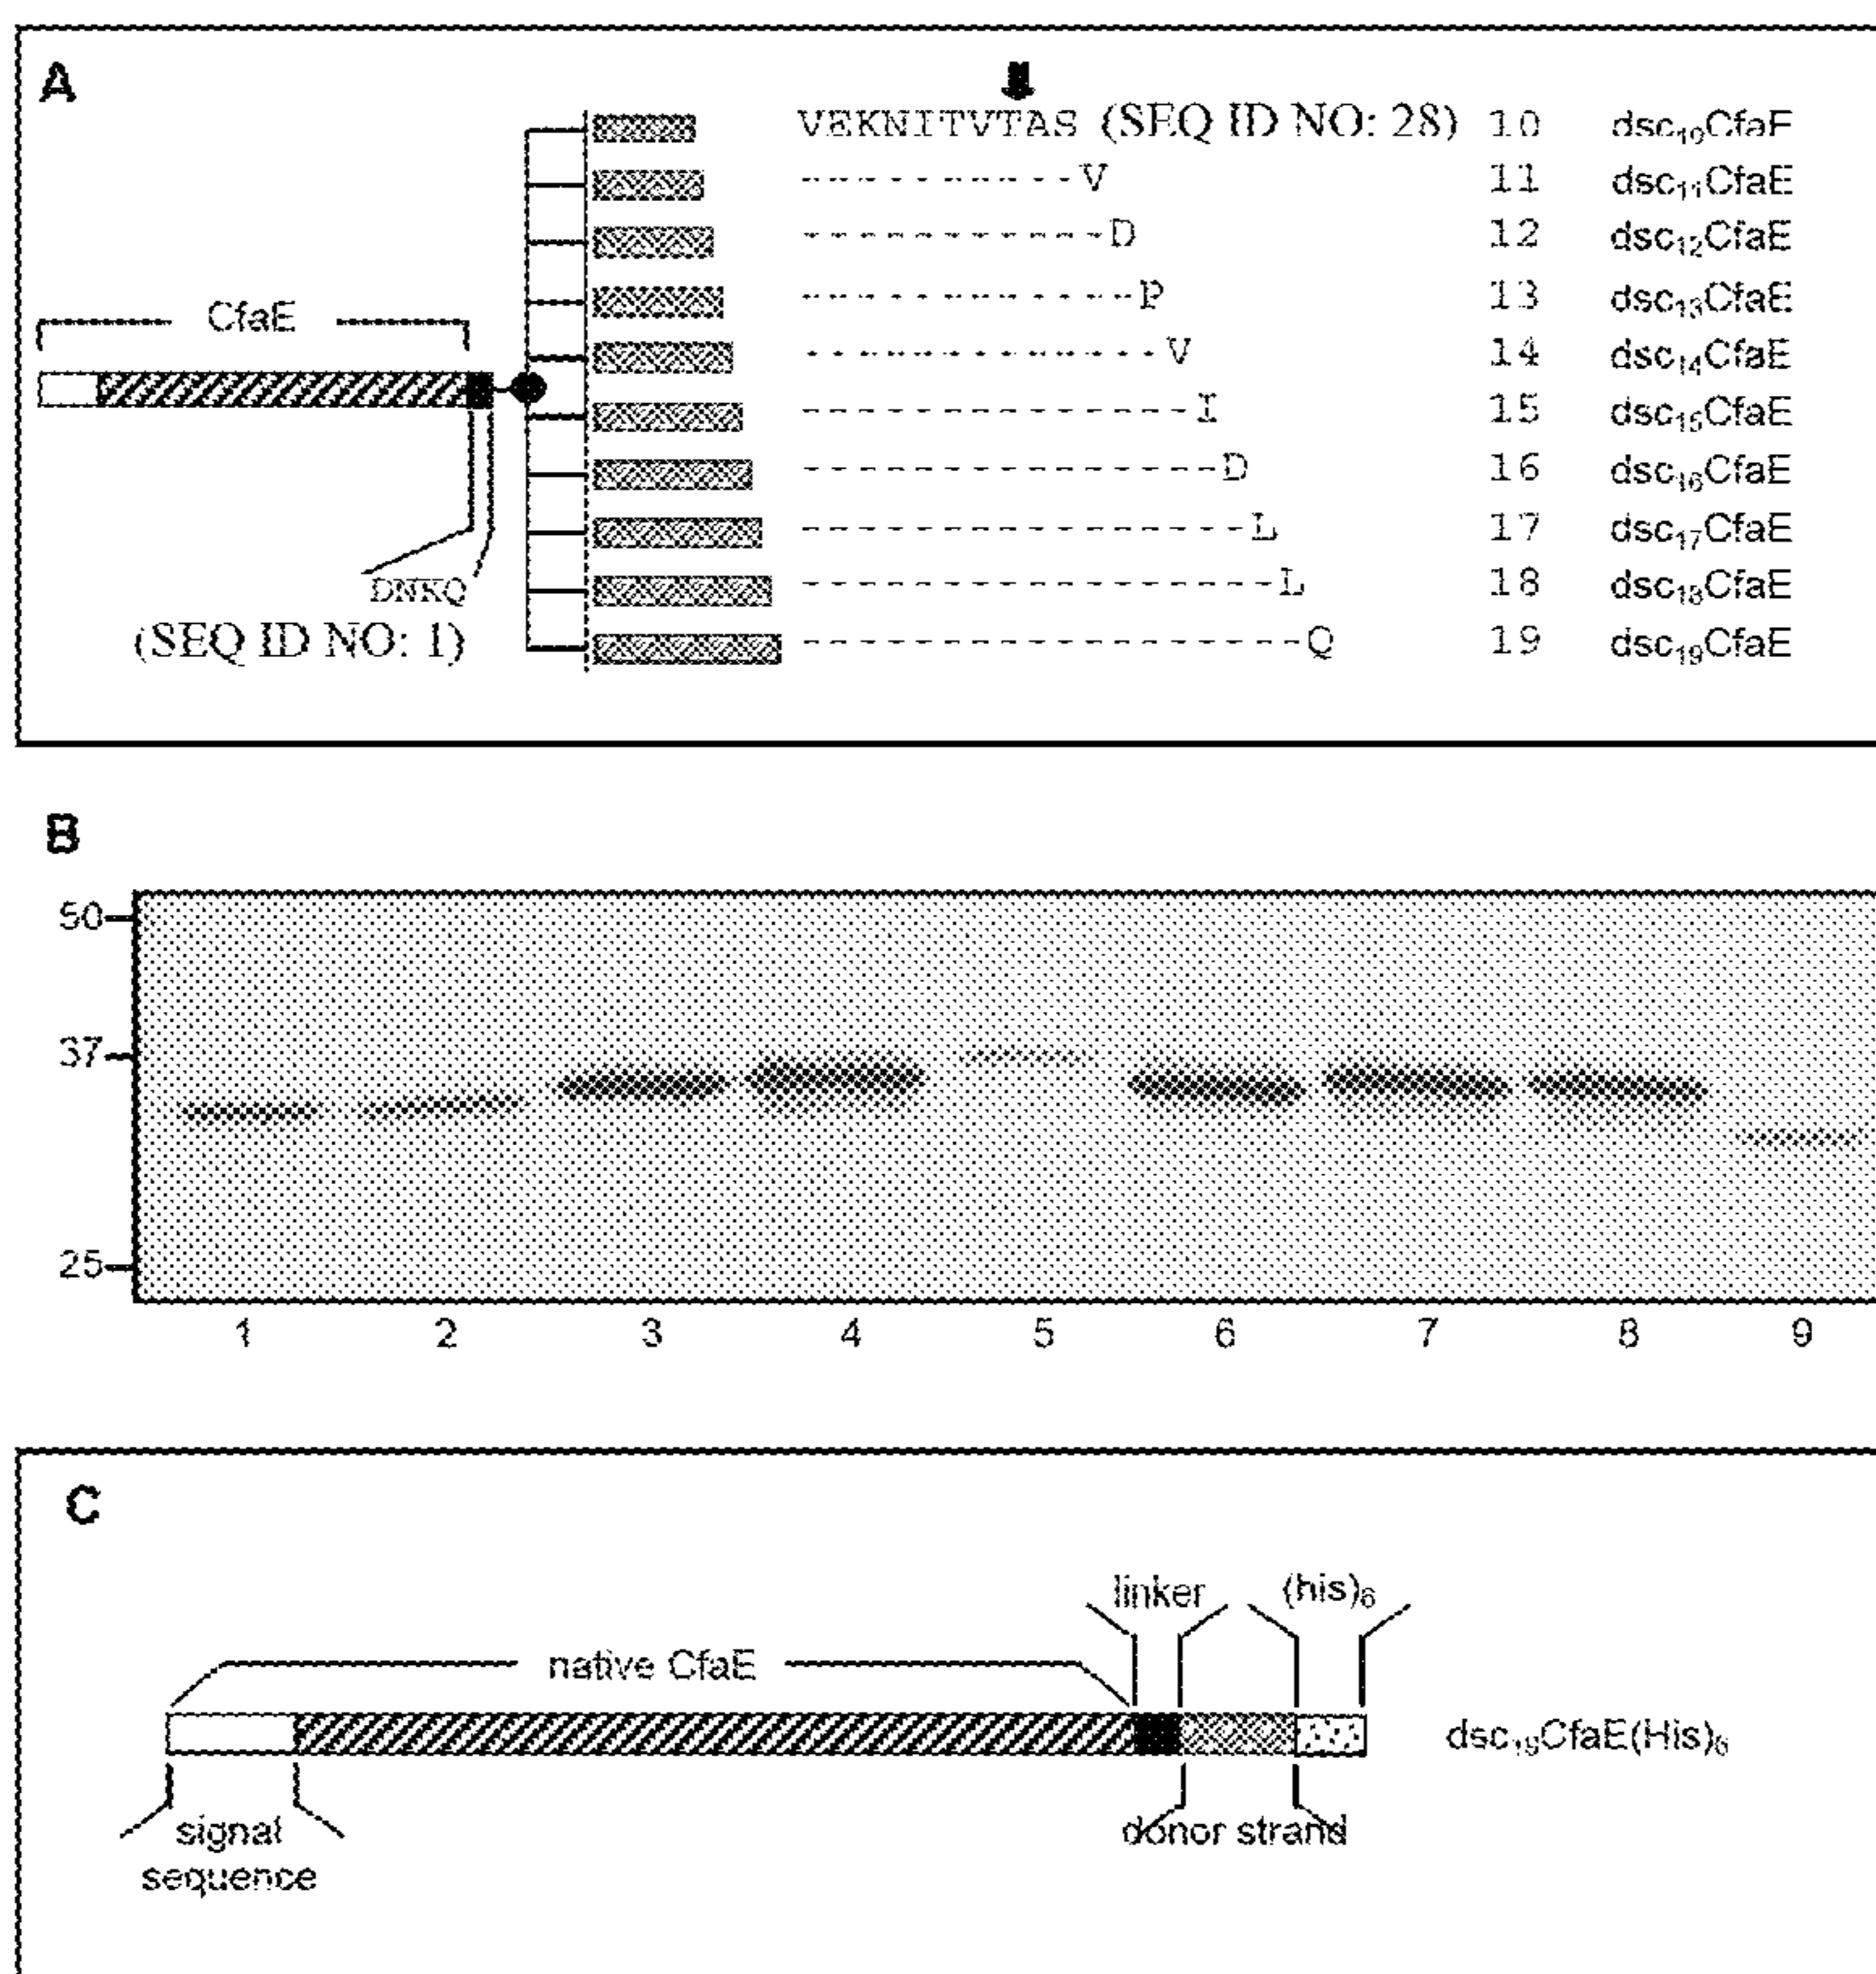 A
VEKNITVTAS (SEQ ID NO: 28) 10 dsc₁₀CfaE
----------V 11 dsc₁₁CfaE
-----------D 12 dsc₁₂CfaE
------------P 13 dsc₁₃CfaE
-------------V 14 dsc₁₄CfaE
--------------I 15 dsc₁₅CfaE
---------------D 16 dsc₁₆CfaE
----------------L 17 dsc₁₇CfaE
-----------------L 18 dsc₁₈CfaE
------------------Q 19 dsc₁₉CfaE
CfaE
DNKQ
(SEQ ID NO: 1)
B
50
37
25
1 2 3 4 5 6 7 8 9
C
linker (his)₆
native CfaE
dsc₁₉CfaE(His)₆
signal
sequence
donor strand